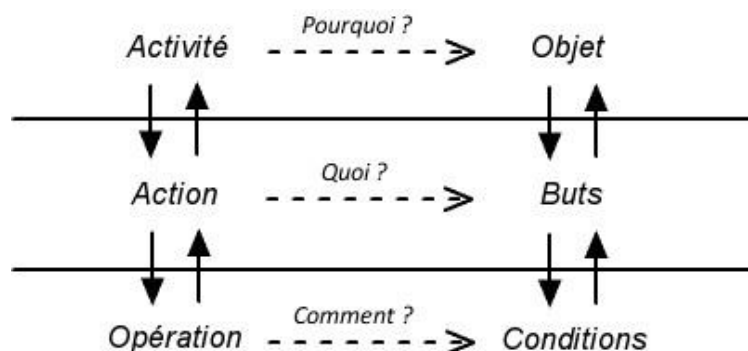 Activité Pourquoi ? Objet
Action Quoi ? Buts
Opération Comment ? Conditions